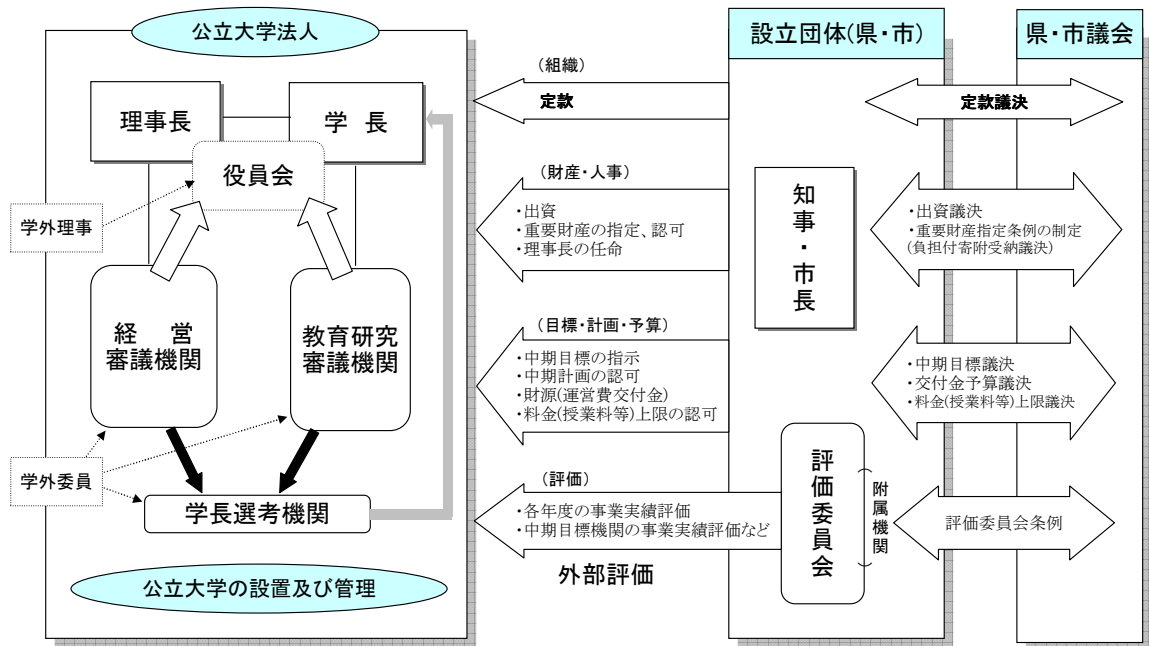 公立大学法人
設立団体(県・市)
県・市議会
理事長
学 長
役員会
学外理事
経 営
審議機関
教育研究
審議機関
学外委員
学長選考機関
公立大学の設置及び管理
(組織)
定款
(財産・人事)
・出資
・重要財産の指定、認可
・理事長の任命
(目標・計画・予算)
・中期目標の指示
・中期計画の認可
・財源(運営費交付金)
・料金(授業料等)上限の認可
(評価)
・各年度の事業実績評価
・中期目標機関の事業実績評価など
外部評価
知事・市長
評価委員会
(附属機関)
定款議決
・出資議決
・重要財産指定条例の制定
(負担付寄附受納議決)
・中期目標議決
・交付金予算議決
・料金(授業料等)上限議決
評価委員会条例